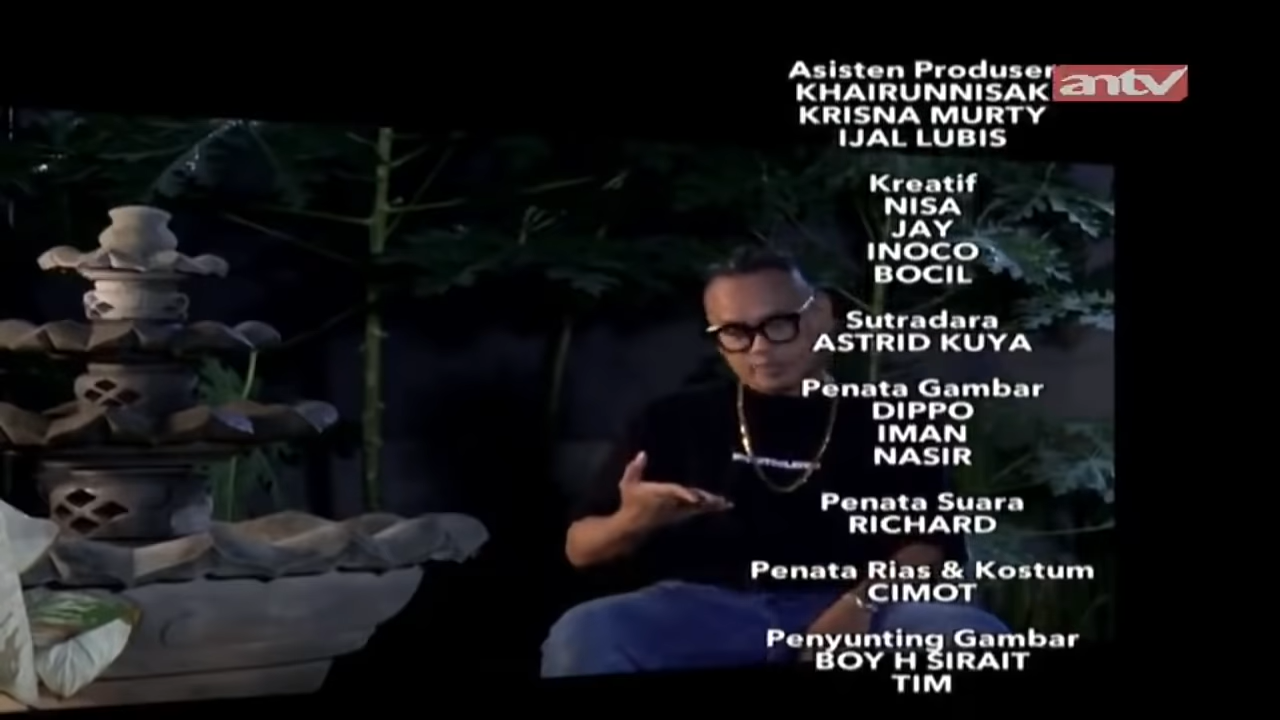 Asisten Produser
antv
KHAIRUNNISAK
KRISNA MURTY
IJAL LUBIS
Kreatif
NISA
JAY
INOCO
BOCIL
Sutradara
ASTRID KUYA
Penata Gambar
DIPPO
IMAN
NASIR
Penata Suara
RICHARD
Penata Rias & Kostum
CIMOT
Penyunting Gambar
BOY H SIRAIT
TIM